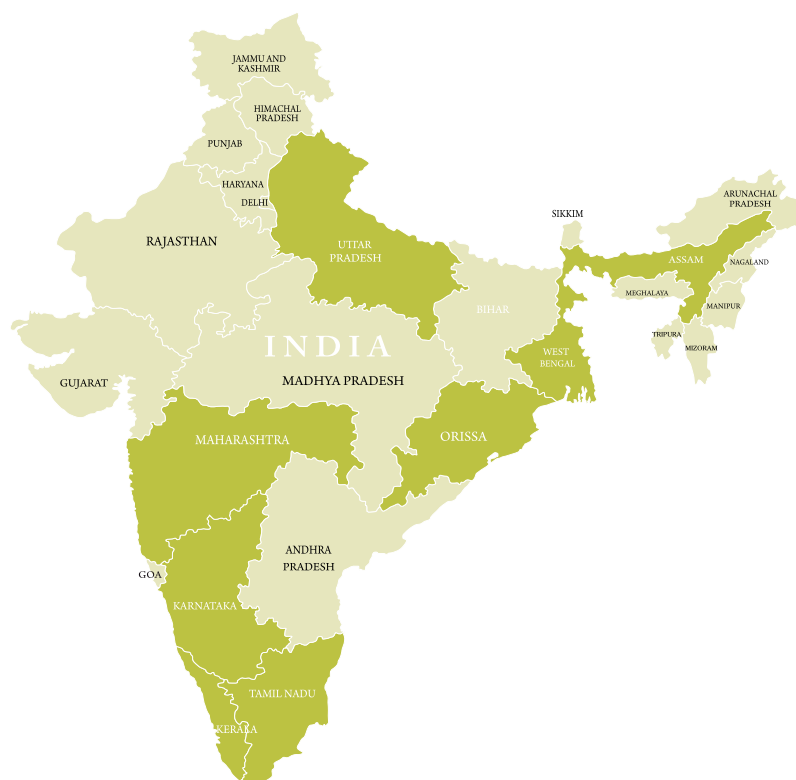 JAMMU AND
KASHMIR
HIMACHAL
PRADESH
PUNJAB
HARYANA
DELHI
ARUNACHAL
PRADESH
SIKKIM
RAJASTHAN
UTTAR
PRADESH
ASSAM
NAGALAND
MEGHALAYA
MANIPUR
BIHAR
TRIPURA
MIZORAM
INDIA
WEST
BENGAL
GUJARAT
MADHYA PRADESH
MAHARASHTRA
ORISSA
ANDHRA
PRADESH
GOA
KARNATAKA
TAMIL NADU
KERALA